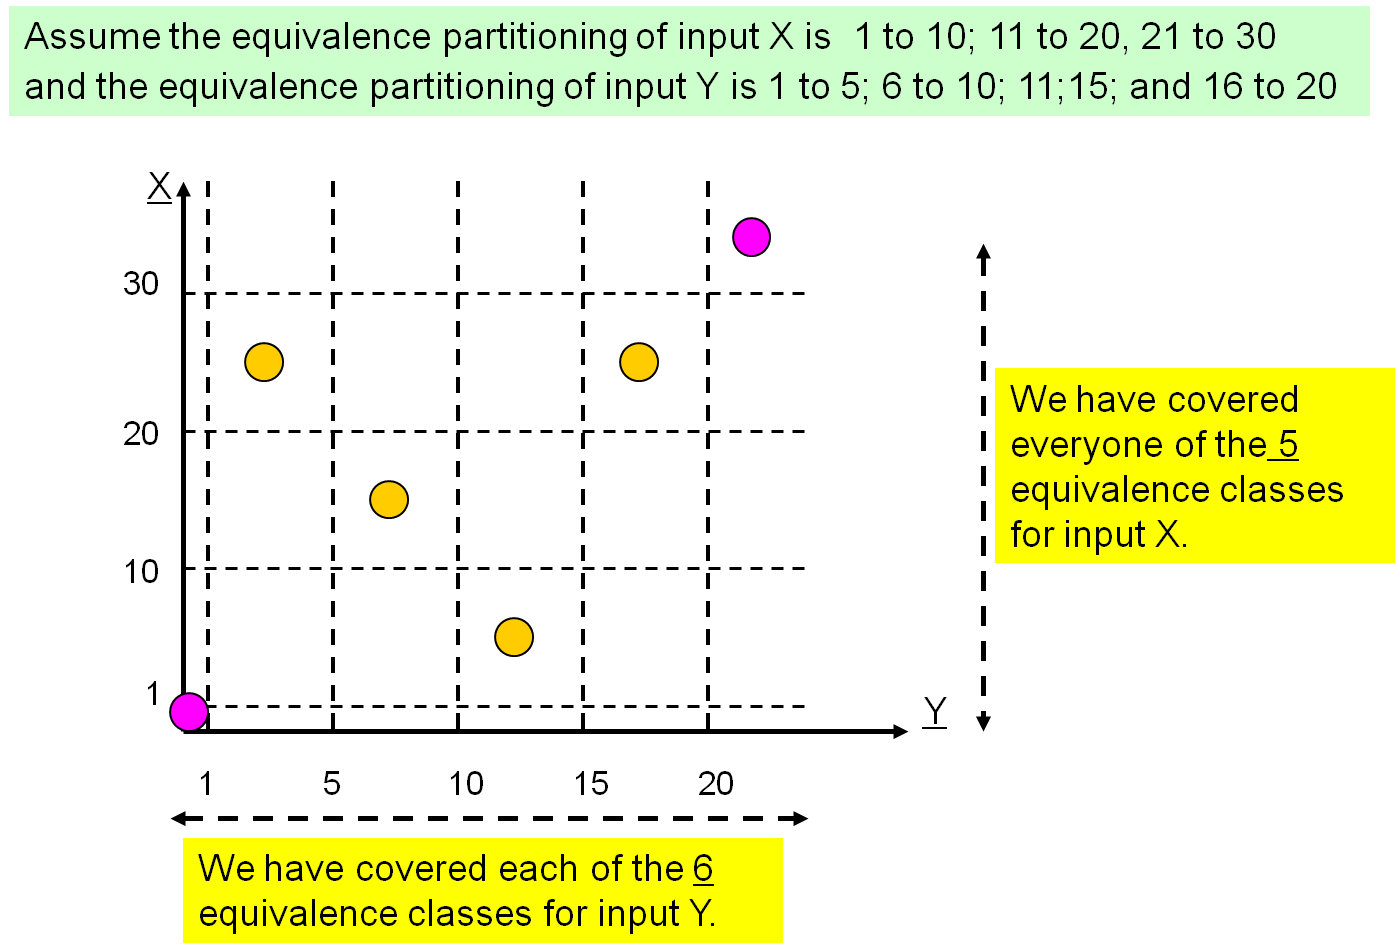 Assume the equivalence partitioning of input X is 1 to 10; 11 to 20, 21 to 30
and the equivalence partitioning of input Y is 1 to 5; 6 to 10; 11;15; and 16 to 20
X
30
20
10
1
Y
1 5 10 15 20
We have covered
everyone of the 5
equivalence classes
for input X.
We have covered each of the 6
equivalence classes for input Y.